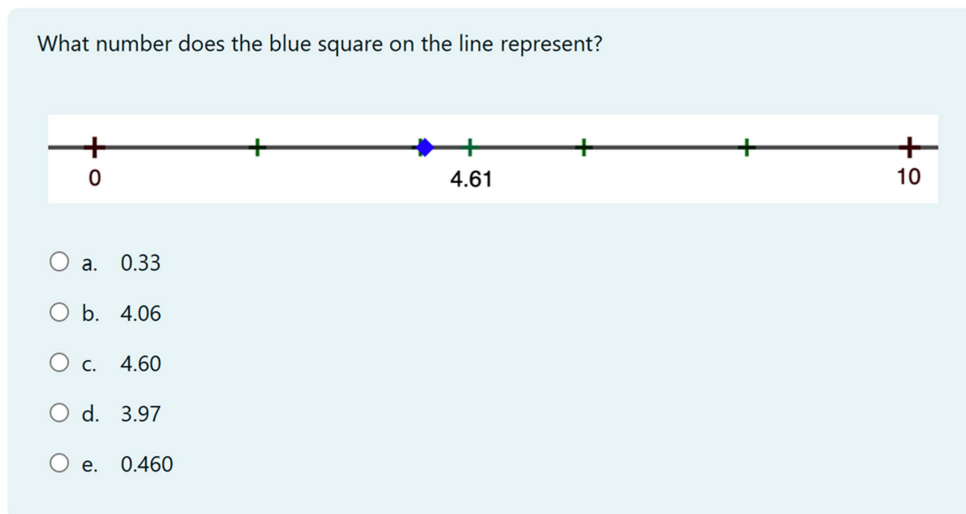 What number does the blue square on the line represent?
0 4.61 10
a. 0.33
b. 4.06
c. 4.60
d. 3.97
e. 0.460